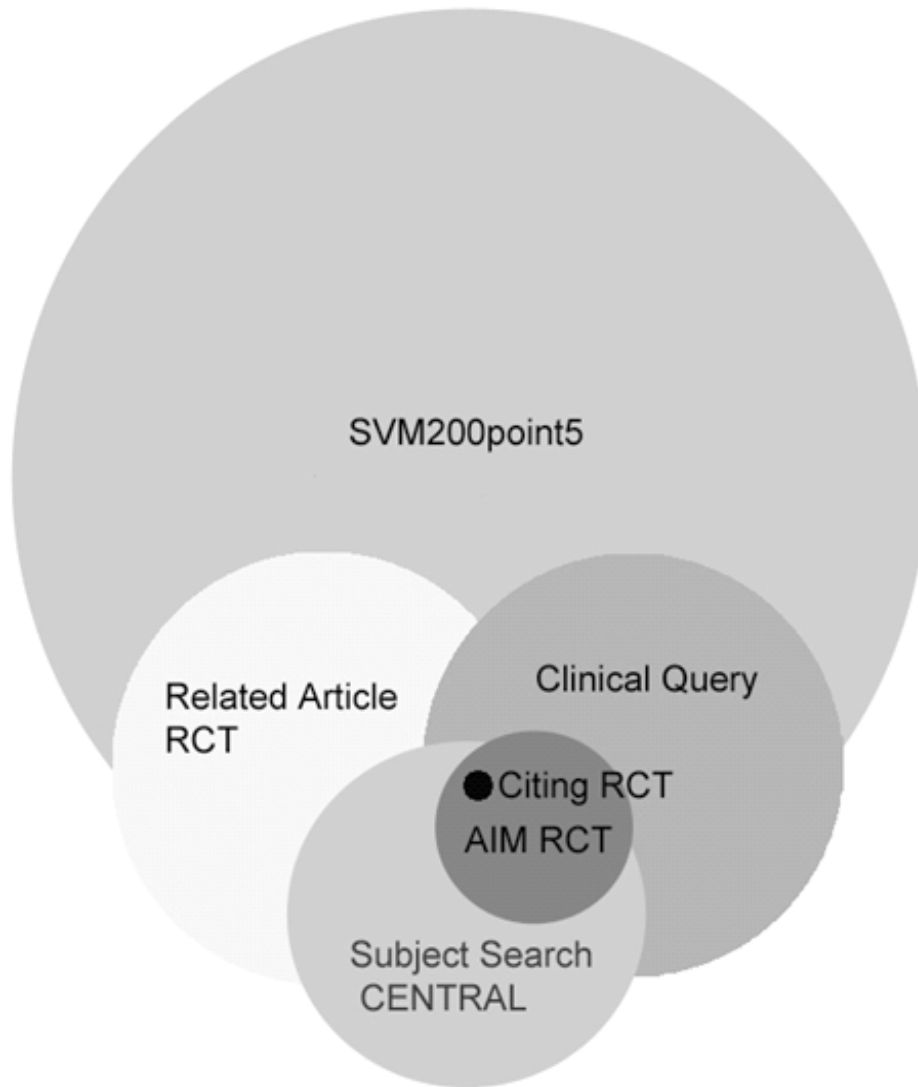 SVM200point5
Related Article
RCT
Clinical Query
Citing RCT
AIM RCT
Subject Search
CENTRAL